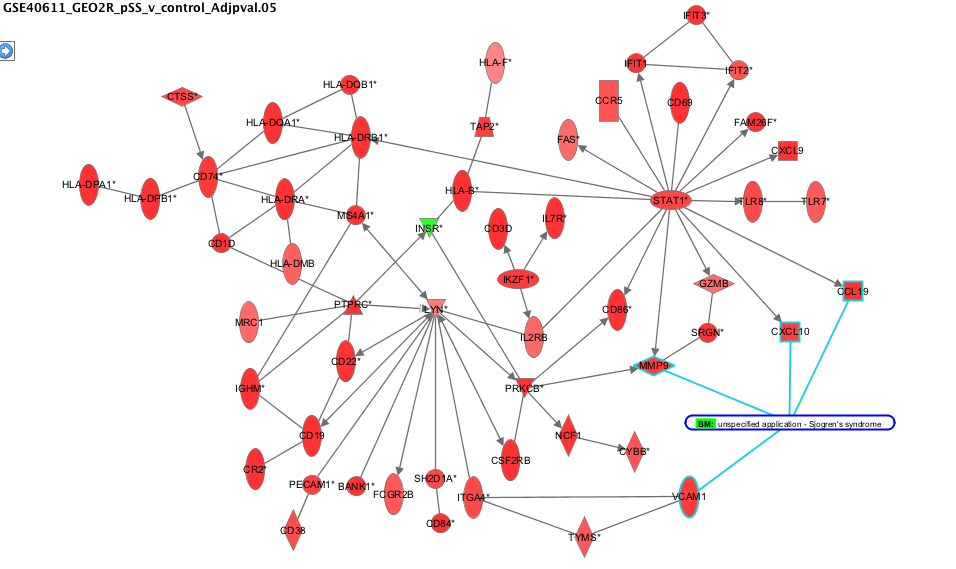 GSE40611_GEO2R_pSS_v_control_Adjpval.05
IFIT3*
HLA-F*
IFIT1
IFIT2*
HLA-DQB1*
CTSS*
CCR5
CD69
HLA-DQA1*
TAP2*
FAM26F*
HLA-DRB1*
FAS*
CXCL9
CD74*
HLA-DPA1*
HLA-B*
HLA-DPB1*
HLA-DRA*
STAT1*
TLR8*
TLR7*
MS4A1*
IL7R*
INSR*
CD3D
CD1D
HLA-DMB
IKZF1*
GZMB
CCL19
PTPRC*
LYN*
CD86*
MRC1
IL2RB
SRGN*
CXCL10
CD22*
MMP9
IGHM*
PRKCB*
BM: unspecified application - Sjogren's syndrome
CD19
NCF1
CYBB*
CSF2RB
CR2*
SH2D1A*
PECAM1*
BANK1*
FCGR2B
ITGA4*
VCAM1
CD84*
CD38
TYMS*